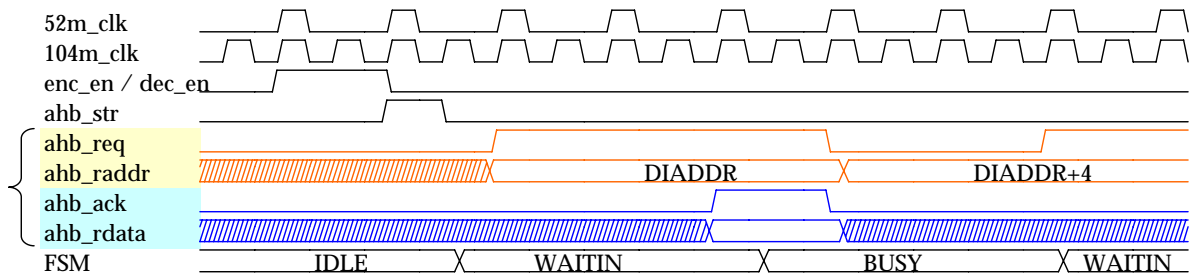 52m_clk
104m_clk
enc_en / dec_en
ahb_str
ahb_req
ahb_raddr DIADDR DIADDR+4
ahb_ack
ahb_rdata
FSM IDLE WAITIN BUSY WAITIN